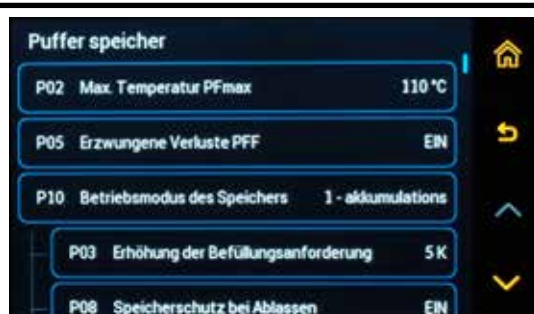 Puffer speicher
P02 Max. Temperatur PFmax 110 °C
P05 Erzwungene Verluste PFF EIN
P10 Betriebsmodus des Speichers 1 - akkumulations
P03 Erhöhung der Befüllungsanforderung 5 K
P08 Speicherschutz bei Ablassen EIN